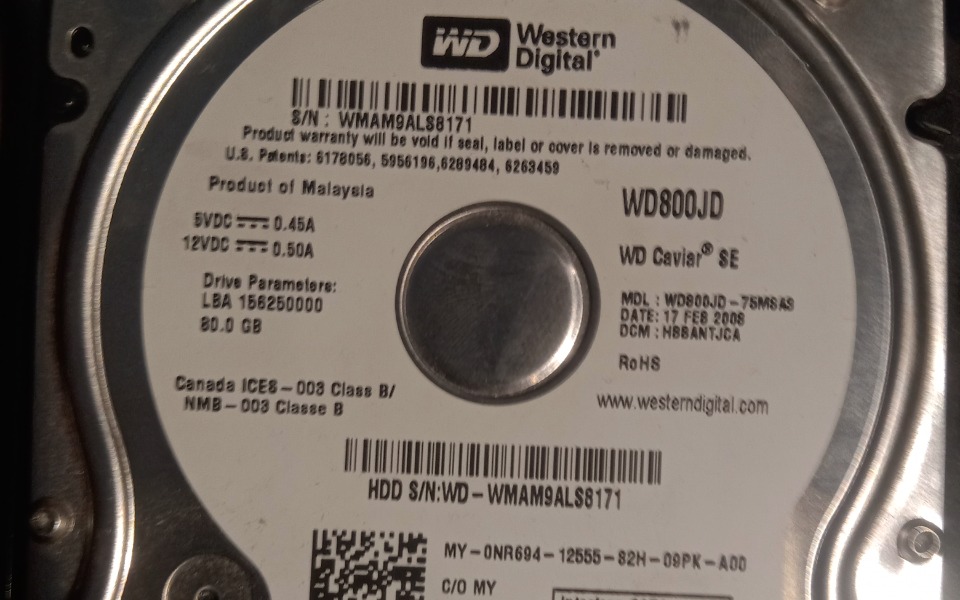 WD Western Digital®
S/N : WMAM9ALS8171
Product warranty will be void if seal, label or cover is removed or damaged.
U.S. Patents: 6178056, 5956196,6289484, 6263459
Product of Malaysia
5VDC 0.45A
12VDC 0.50A
Drive Parameters:
LBA 156250000
80.0 GB
Canada ICES-003 Class B/
NMB-003 Classe B
WD800JD
WD Caviar® SE
MDL : WD800JD-75MSA3
DATE: 17 FEB 2008
DCM : HBBANTJCA
RoHS
www.westerndigital.com
HDD S/N:WD-WMAM9ALS8171
MY-0NR694-12555-82H-09PK-A00
C/O MY